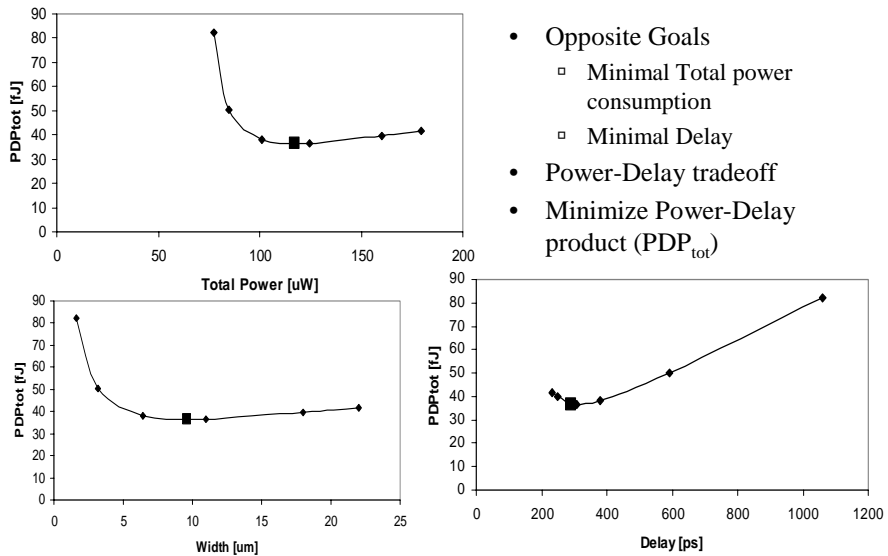 90
80
70
60
50
40
30
20
10
0
PDPtot [fJ]
0 50 100 150 200
Total Power [uW]
• Opposite Goals
▫ Minimal Total power
consumption
▫ Minimal Delay
• Power-Delay tradeoff
• Minimize Power-Delay
product (PDPtot)
90
80
70
60
50
40
30
20
10
0
PDPtot [fJ]
0 5 10 15 20 25
Width [um]
90
80
70
60
50
40
30
20
10
0
PDPtot [fJ]
0 200 400 600 800 1000 1200
Delay [ps]